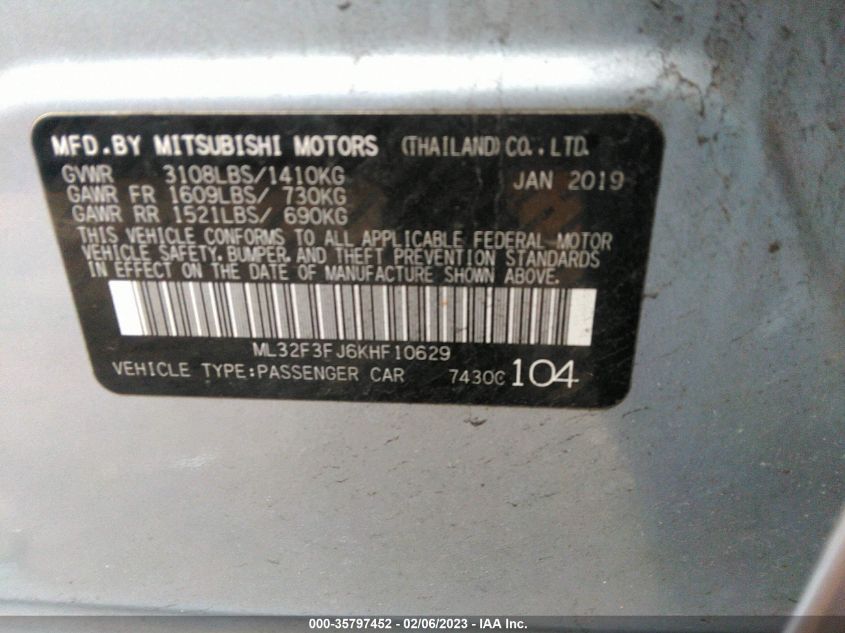 MFD.BY MITSUBISHI MOTORS (THAILAND) CO., LTD.
GVWR 3108LBS/1410KG JAN 2019
GAWR FR 1609LBS/ 730KG
GAWR RR 1521LBS/ 690KG
THIS VEHICLE CONFORMS TO ALL APPLICABLE FEDERAL MOTOR
VEHICLE SAFETY, BUMPER, AND THEFT PREVENTION STANDARDS
IN EFFECT ON THE DATE OF MANUFACTURE SHOWN ABOVE.
ML32F3FJ6KHF10629
VEHICLE TYPE:PASSENGER CAR 7430C 104
000-35797452 - 02/06/2023 - IAA Inc.